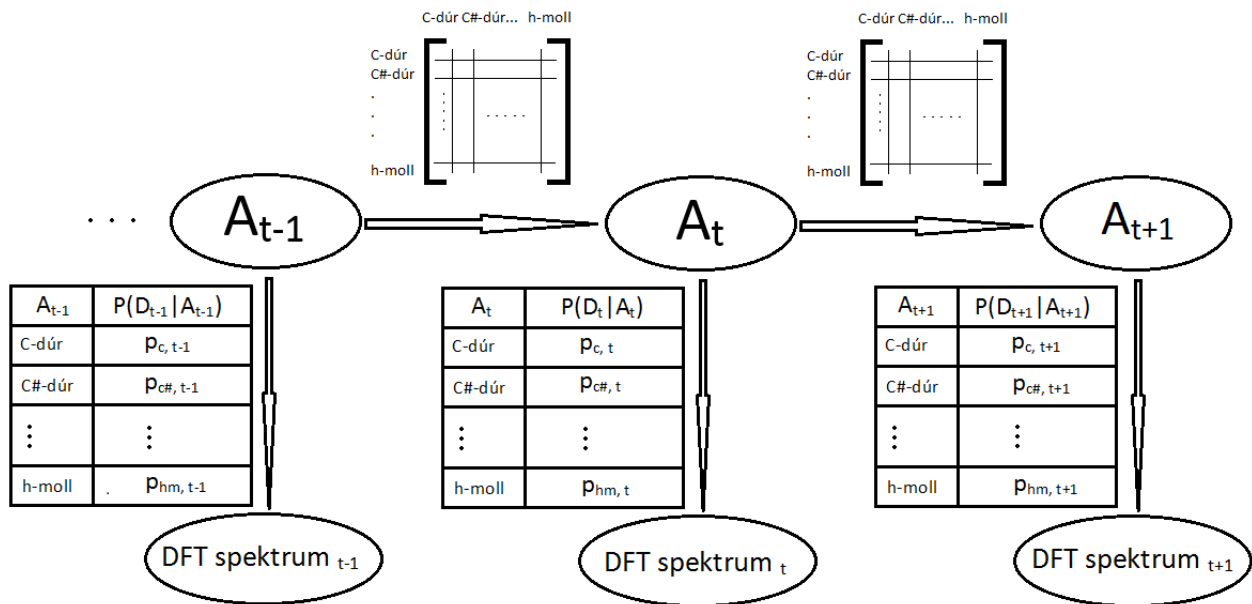 C-dúr C#-dúr... h-moll
C-dúr
C#-dúr
.
.
.
h-moll
. . . . .
. . . . .
C-dúr C#-dúr... h-moll
C-dúr
C#-dúr
.
.
.
h-moll
. . . . .
. . . . .
. . .
A t-1
A t
A t+1
A t-1 P(D t-1|A t-1)
C-dúr p c, t-1
C#-dúr p c#, t-1
⋮ ⋮
h-moll . p hm, t-1
A t P(D t|A t)
C-dúr p c, t
C#-dúr p c#, t
⋮ ⋮
h-moll p hm, t
A t+1 P(D t+1|A t+1)
C-dúr p c, t+1
C#-dúr p c#, t+1
⋮ ⋮
h-moll p hm, t+1
DFT spektrum t-1
DFT spektrum t
DFT spektrum t+1